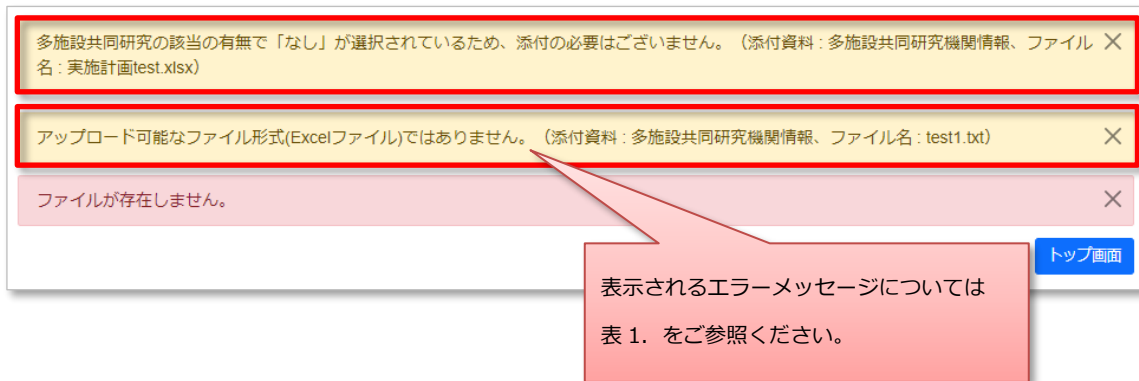 多施設共同研究の該当の有無で「なし」が選択されているため、添付の必要はございません。（添付資料 : 多施設共同研究機関情報、ファイル
名 : 実施計画test.xlsx）
アップロード可能なファイル形式(Excelファイル)ではありません。（添付資料 : 多施設共同研究機関情報、ファイル名 : test1.txt）
ファイルが存在しません。
トップ画面
表示されるエラーメッセージについては
表 1．をご参照ください。